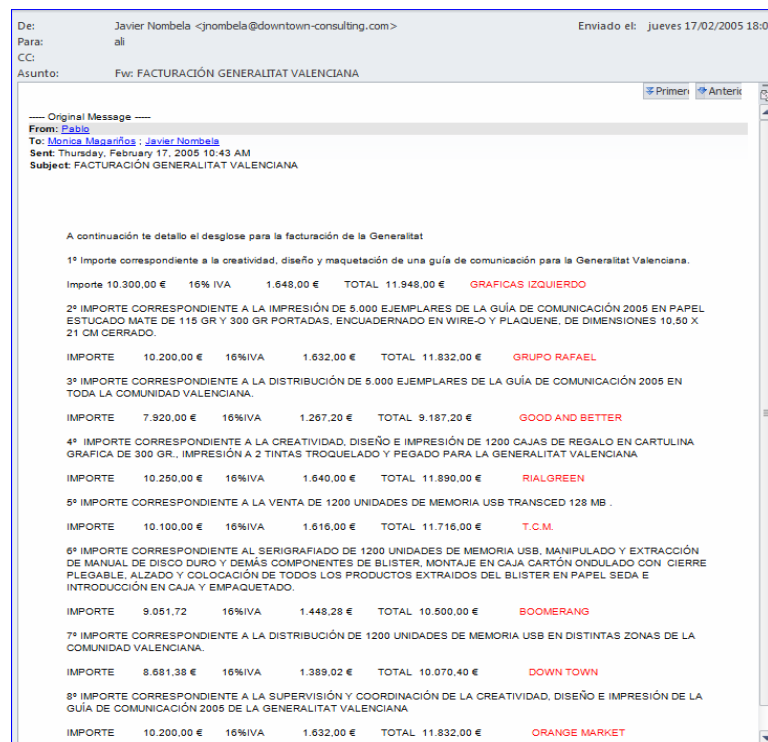 De: Javier Nombela <jnombela@downtown-consulting.com> Enviado el: jueves 17/02/2005 18:0
Para: ali
CC:
Asunto: Fw: FACTURACIÓN GENERALITAT VALENCIANA
Primer Anteric
----- Original Message -----
From: Pablo
To: Monica Magariños ; Javier Nombela
Sent: Thursday, February 17, 2005 10:43 AM
Subject: FACTURACIÓN GENERALITAT VALENCIANA
A continuación te detallo el desglose para la facturación de la Generalitat
1º Importe correspondiente a la creatividad, diseño y maquetación de una guía de comunicación para la Generalitat Valenciana.
Importe 10.300,00 € 16% IVA 1.648,00 € TOTAL 11.948,00 € GRAFICAS IZQUIERDO
2º IMPORTE CORRESPONDIENTE A LA IMPRESIÓN DE 5.000 EJEMPLARES DE LA GUÍA DE COMUNICACIÓN 2005 EN PAPEL
ESTUCADO MATE DE 115 GR Y 300 GR PORTADAS, ENCUADERNADO EN WIRE-O Y PLAQUENE, DE DIMENSIONES 10,50 X
21 CM CERRADO.
IMPORTE 10.200,00 € 16%IVA 1.632,00 € TOTAL 11.832,00 € GRUPO RAFAEL
3º IMPORTE CORRESPONDIENTE A LA DISTRIBUCIÓN DE 5.000 EJEMPLARES DE LA GUÍA DE COMUNICACIÓN 2005 EN
TODA LA COMUNIDAD VALENCIANA.
IMPORTE 7.920,00 € 16%IVA 1.267,20 € TOTAL 9.187,20 € GOOD AND BETTER
4º IMPORTE CORRESPONDIENTE A LA CREATIVIDAD, DISEÑO E IMPRESIÓN DE 1200 CAJAS DE REGALO EN CARTULINA
GRAFICA DE 300 GR., IMPRESIÓN A 2 TINTAS TROQUELADO Y PEGADO PARA LA GENERALITAT VALENCIANA
IMPORTE 10.250,00 € 16%IVA 1.640,00 € TOTAL 11.890,00 € RIALGREEN
5º IMPORTE CORRESPONDIENTE A LA VENTA DE 1200 UNIDADES DE MEMORIA USB TRANSCED 128 MB .
IMPORTE 10.100,00 € 16%IVA 1.616,00 € TOTAL 11.716,00 € T.C.M.
6º IMPORTE CORRESPONDIENTE AL SERIGRAFIADO DE 1200 UNIDADES DE MEMORIA USB, MANIPULADO Y EXTRACCIÓN
DE MANUAL DE DISCO DURO Y DEMÁS COMPONENTES DE BLISTER, MONTAJE EN CAJA CARTÓN ONDULADO CON CIERRE
PLEGABLE, ALZADO Y COLOCACIÓN DE TODOS LOS PRODUCTOS EXTRAIDOS DEL BLISTER EN PAPEL SEDA E
INTRODUCCIÓN EN CAJA Y EMPAQUETADO.
IMPORTE 9.051,72 16%IVA 1.448,28 € TOTAL 10.500,00 € BOOMERANG
7º IMPORTE CORRESPONDIENTE A LA DISTRIBUCIÓN DE 1200 UNIDADES DE MEMORIA USB EN DISTINTAS ZONAS DE LA
COMUNIDAD VALENCIANA.
IMPORTE 8.681,38 € 16%IVA 1.389,02 € TOTAL 10.070,40 € DOWN TOWN
8º IMPORTE CORRESPONDIENTE A LA SUPERVISIÓN Y COORDINACIÓN DE LA CREATIVIDAD, DISEÑO E IMPRESIÓN DE LA
GUÍA DE COMUNICACIÓN 2005 DE LA GENERALITAT VALENCIANA
IMPORTE 10.200,00 € 16%IVA 1.632,00 € TOTAL 11.832,00 € ORANGE MARKET